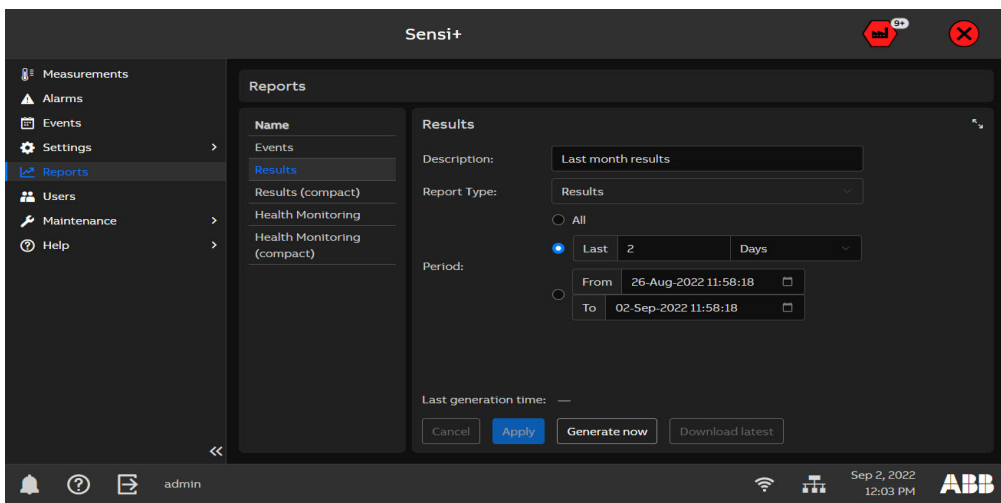 Sensi+
9+
Measurements
Alarms
Events
Settings
Reports
Users
Maintenance
Help
Reports
Name
Events
Results
Results (compact)
Health Monitoring
Health Monitoring
(compact)
Results
Description: Last month results
Report Type: Results
All
Period:
Last 2 Days
From 26-Aug-2022 11:58:18
To 02-Sep-2022 11:58:18
Last generation time: —
Cancel Apply Generate now Download latest
admin
Sep 2, 2022
12:03 PM
ABB